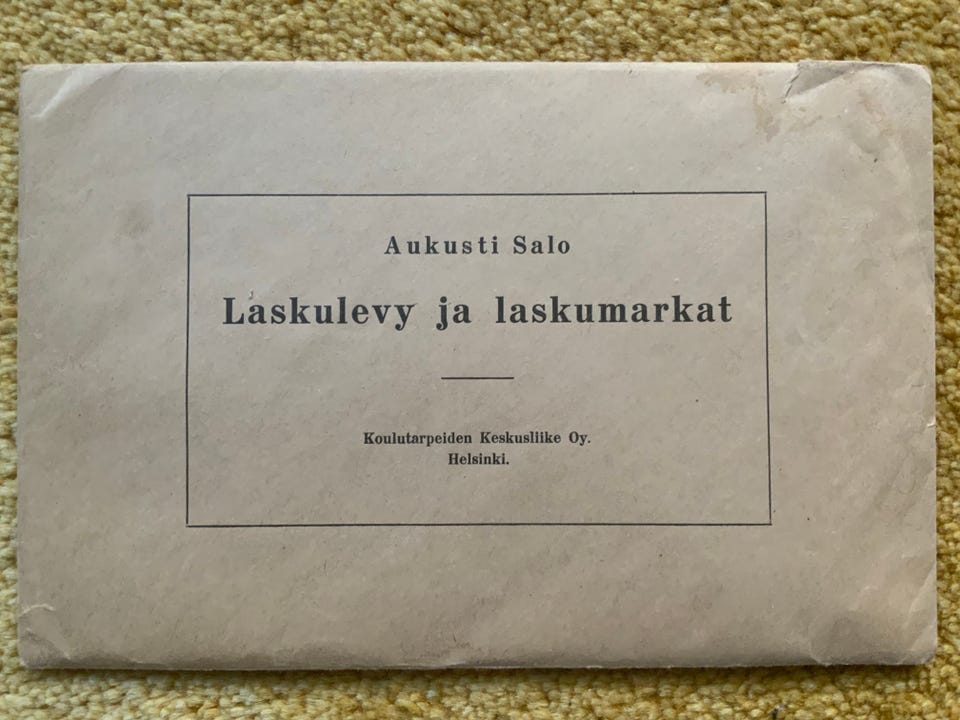 Aukusti Salo
Laskulevy ja laskumarkat
Koulutarpeiden Keskusliike Oy.
Helsinki.